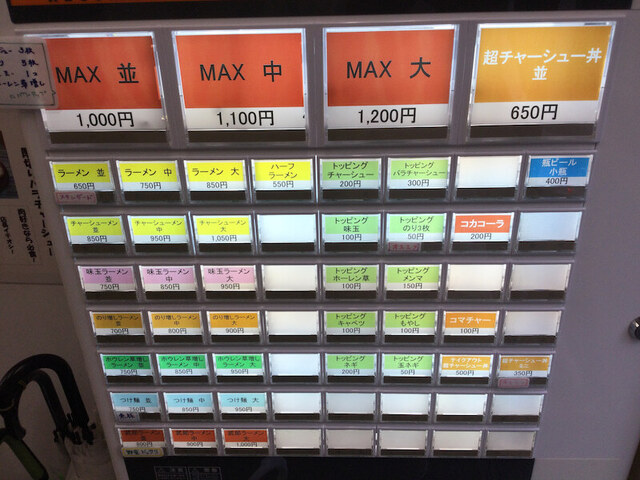 MAX 並
1,000円
MAX 中
1,100円
MAX 大
1,200円
超チャーシュー丼
並
650円
ラーメン 並
650円
ラーメン 中
750円
ラーメン 大
850円
ハーフ
ラーメン
550円
トッピング
チャーシュー
200円
トッピング
バラチャーシュー
300円
瓶ビール
小瓶
400円
チャーシューメン
並
850円
チャーシューメン
中
950円
チャーシューメン
大
1,050円
トッピング
味玉
100円
トッピング
のり3枚
50円
コカコーラ
200円
味玉ラーメン
並
750円
味玉ラーメン
中
850円
味玉ラーメン
大
950円
トッピング
ホーレン草
100円
トッピング
メンマ
150円
のり増しラーメン
並
700円
のり増しラーメン
中
800円
のり増しラーメン
大
900円
トッピング
キャベツ
100円
トッピング
もやし
100円
コマチャー
100円
ホウレン草増し
ラーメン 並
750円
ホウレン草増し
ラーメン 中
850円
ホウレン草増し
ラーメン 大
950円
トッピング
ネギ
200円
トッピング
玉ネギ
50円
テイクアウト
超チャーシュー丼
500円
超チャーシュー丼
ミニ
350円
つけ麺 並
750円
つけ麺 中
850円
つけ麺 大
950円
並
800円
中
900円
大
1,000円